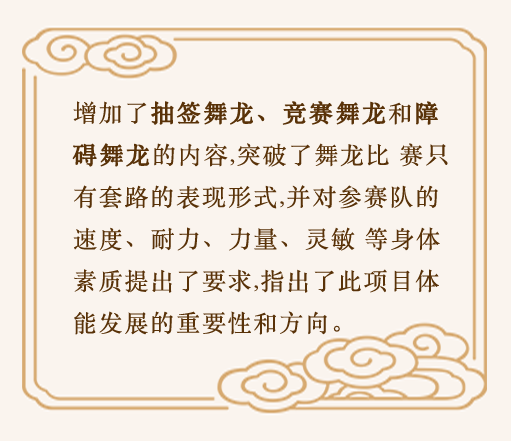 增加了抽签舞龙、竞赛舞龙和障
碍舞龙的内容,突破了舞龙比 赛只
有套路的表现形式,并对参赛队的
速度、耐力、力量、灵敏 等身体
素质提出了要求,指出了此项目体
能发展的重要性和方向。